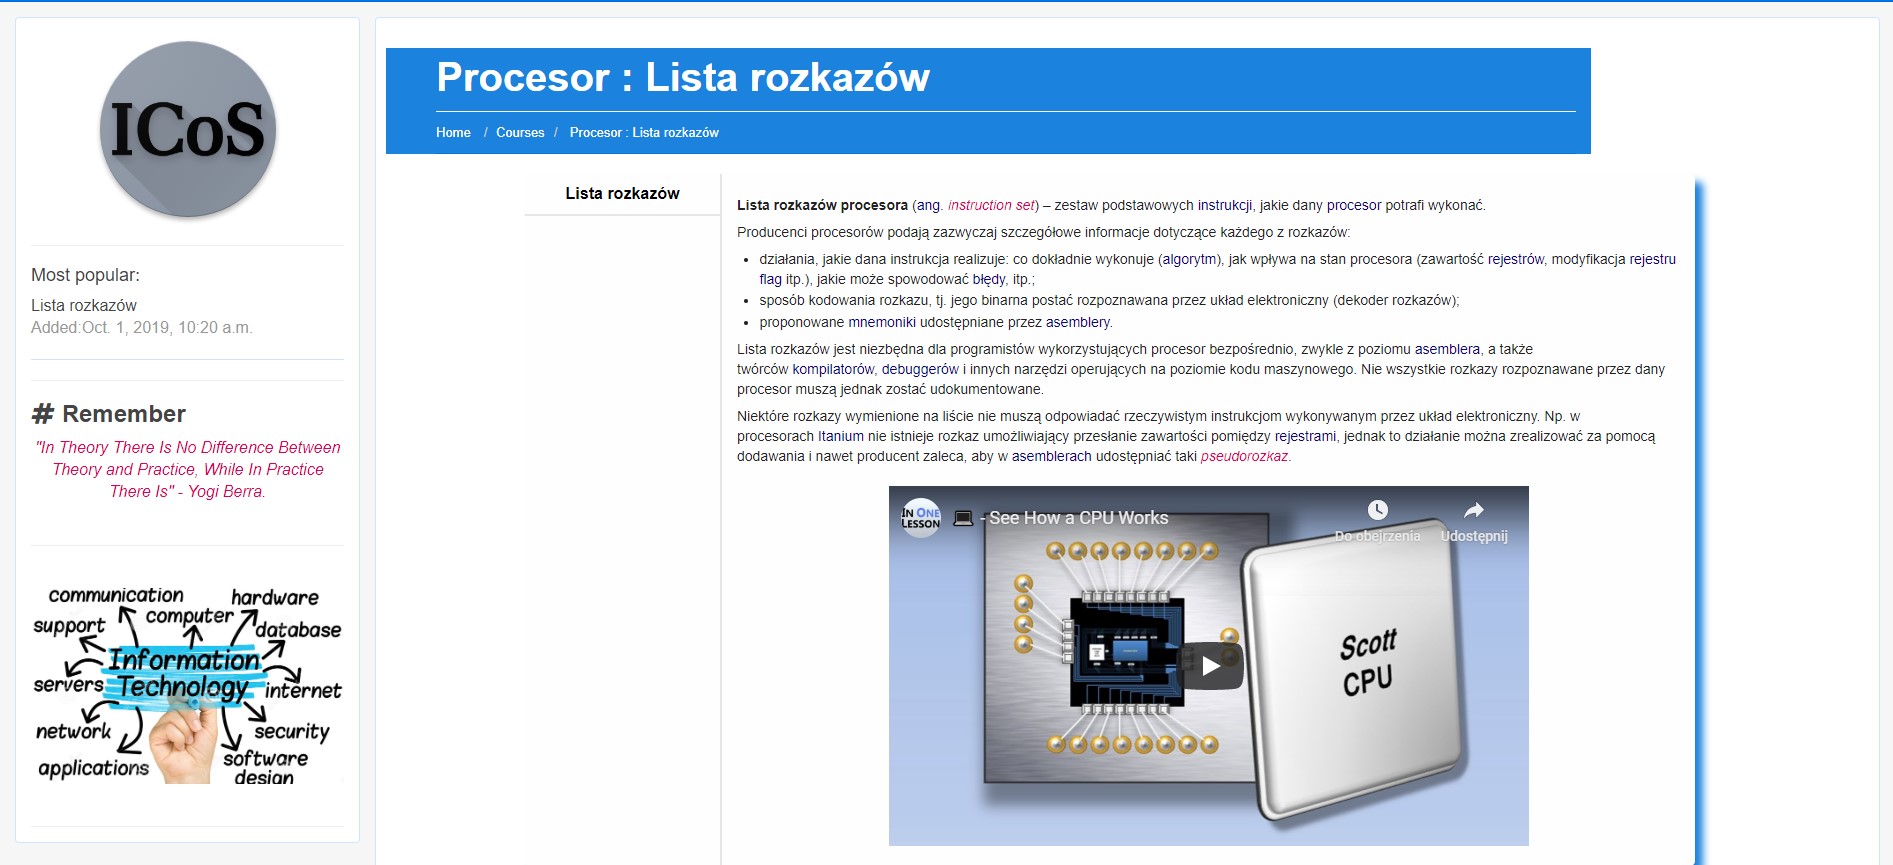 ICoS
Most popular:
Lista rozkazów
Added:Oct. 1, 2019, 10:20 a.m.
# Remember
"In Theory There Is No Difference Between
Theory and Practice, While In Practice
There Is" - Yogi Berra.
communication
hardware
computer
support
database
Information
Technology
servers
internet
network
security
applications
software
design
Procesor : Lista rozkazów
Home / Courses / Procesor : Lista rozkazów
Lista rozkazów
Lista rozkazów procesora (ang. instruction set) – zestaw podstawowych instrukcji, jakie dany procesor potrafi wykonać.
Producenci procesorów podają zazwyczaj szczegółowe informacje dotyczące każdego z rozkazów:
• działania, jakie dana instrukcja realizuje: co dokładnie wykonuje (algorytm), jak wpływa na stan procesora (zawartość rejestrów, modyfikacja rejestru
flag itp.), jakie może spowodować błędy, itp.;
• sposób kodowania rozkazu, tj. jego binarna postać rozpoznawana przez układ elektroniczny (dekoder rozkazów);
• proponowane mnemoniki udostępniane przez asemblery.
Lista rozkazów jest niezbędna dla programistów wykorzystujących procesor bezpośrednio, zwykle z poziomu asemblera, a także
twórców kompilatorów, debuggerów i innych narzędzi operujących na poziomie kodu maszynowego. Nie wszystkie rozkazy rozpoznawane przez dany
procesor muszą jednak zostać udokumentowane.
Niektóre rozkazy wymienione na liście nie muszą odpowiadać rzeczywistym instrukcjom wykonywanym przez układ elektroniczny. Np. w
procesorach Itanium nie istnieje rozkaz umożliwiający przesłanie zawartości pomiędzy rejestrami, jednak to działanie można zrealizować za pomocą
dodawania i nawet producent zaleca, aby w asemblerach udostępniać taki pseudorozkaz.
IN ONE
LESSON
💻 - See How a CPU Works
Do obejrzenia
Udostępnij
Scott
CPU